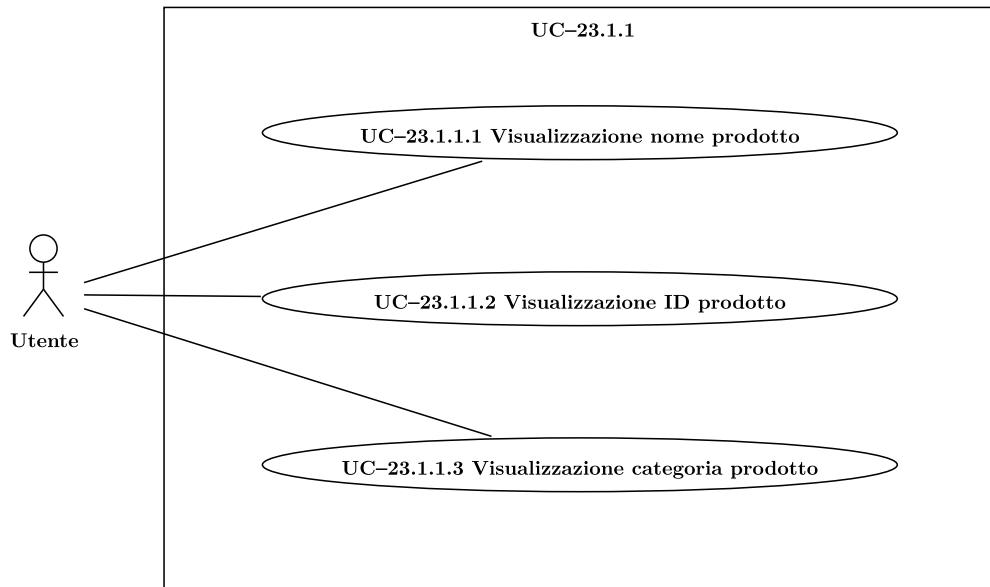 UC–23.1.1
UC–23.1.1.1 Visualizzazione nome prodotto
UC–23.1.1.2 Visualizzazione ID prodotto
Utente
UC–23.1.1.3 Visualizzazione categoria prodotto